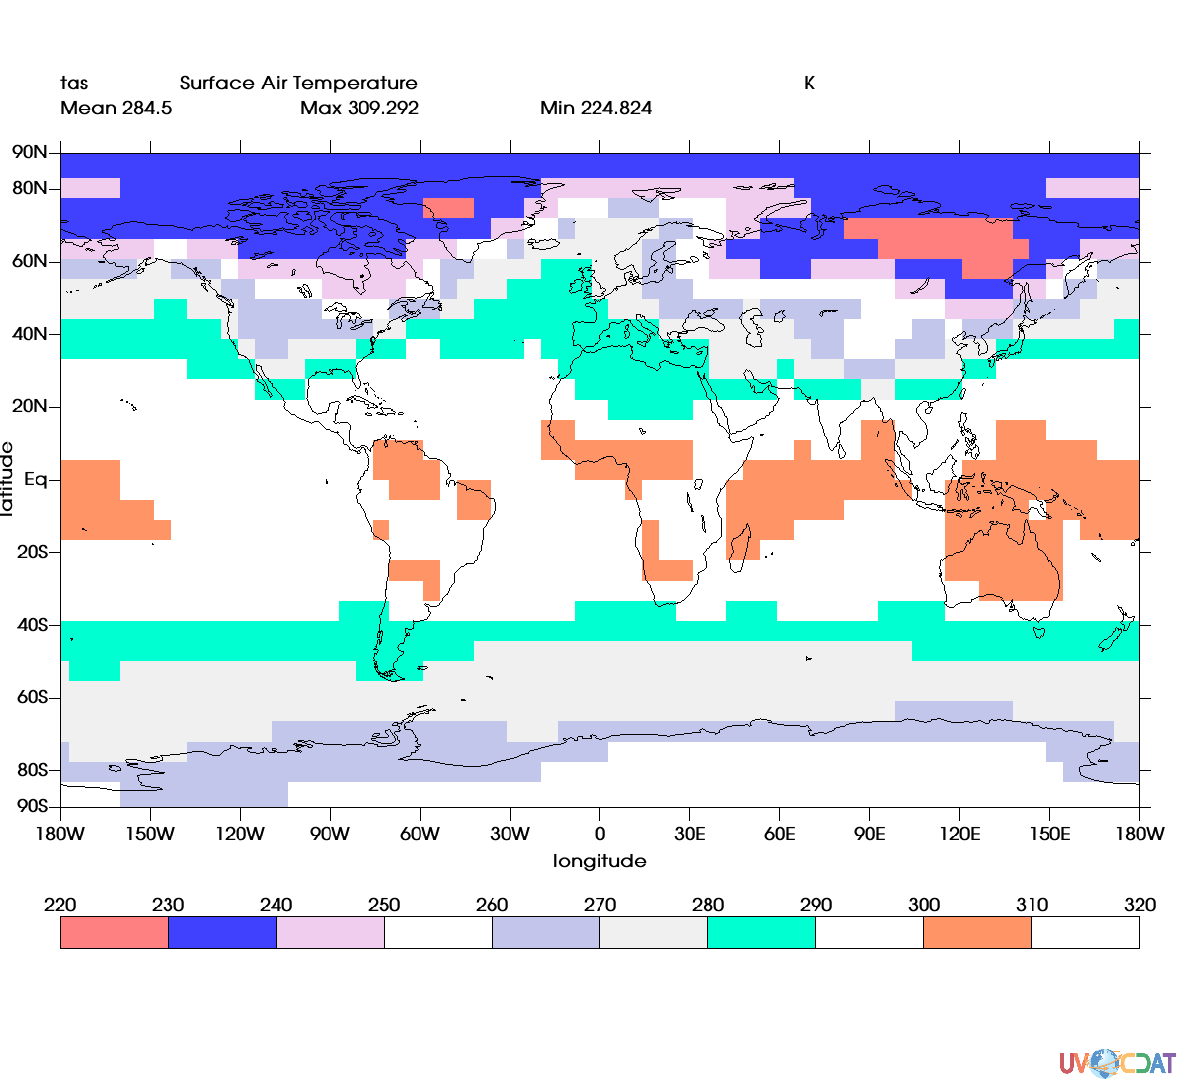 tas Surface Air Temperature K
Mean 284.5 Max 309.292 Min 224.824
90N
80N
60N
40N
20N
Eq
20S
40S
60S
80S
90S
latitude
180W 150W 120W 90W 60W 30W 0 30E 60E 90E 120E 150E 180W
longitude
220 230 240 250 260 270 280 290 300 310 320
UVCDAT